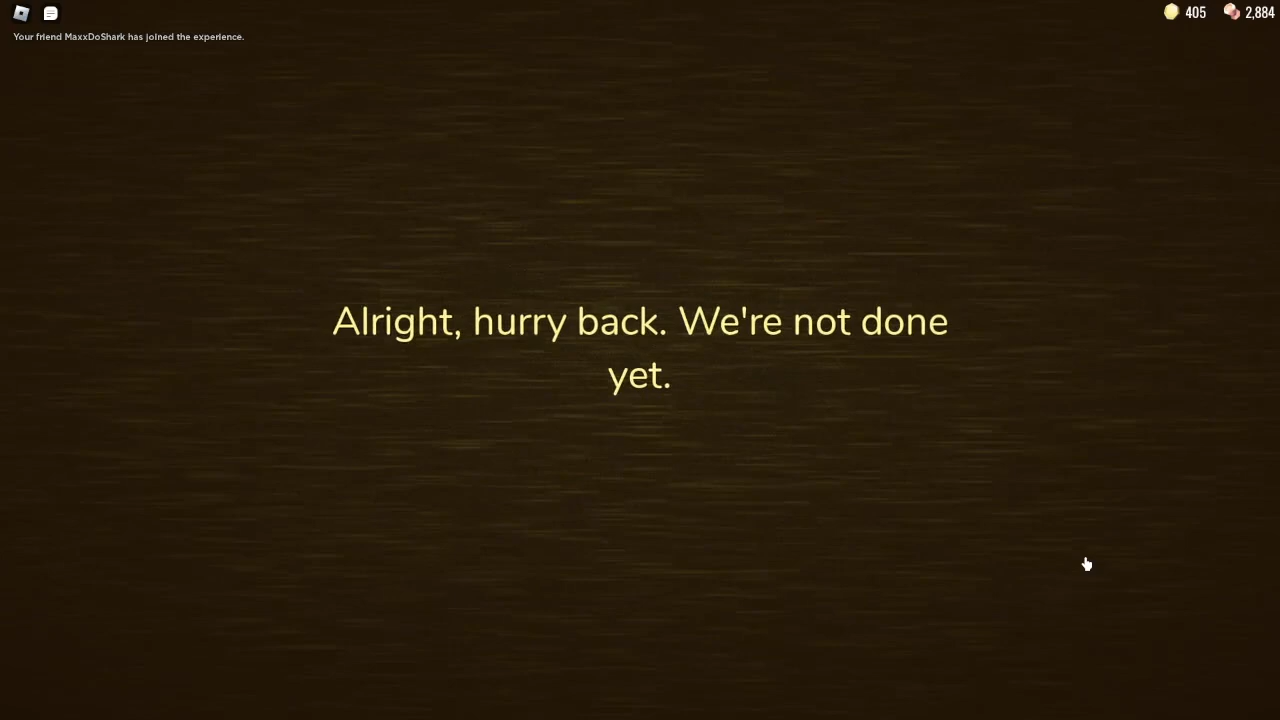 405 2,884
Your friend MaxxDoShark has joined the experience.
Alright, hurry back. We're not done
yet.